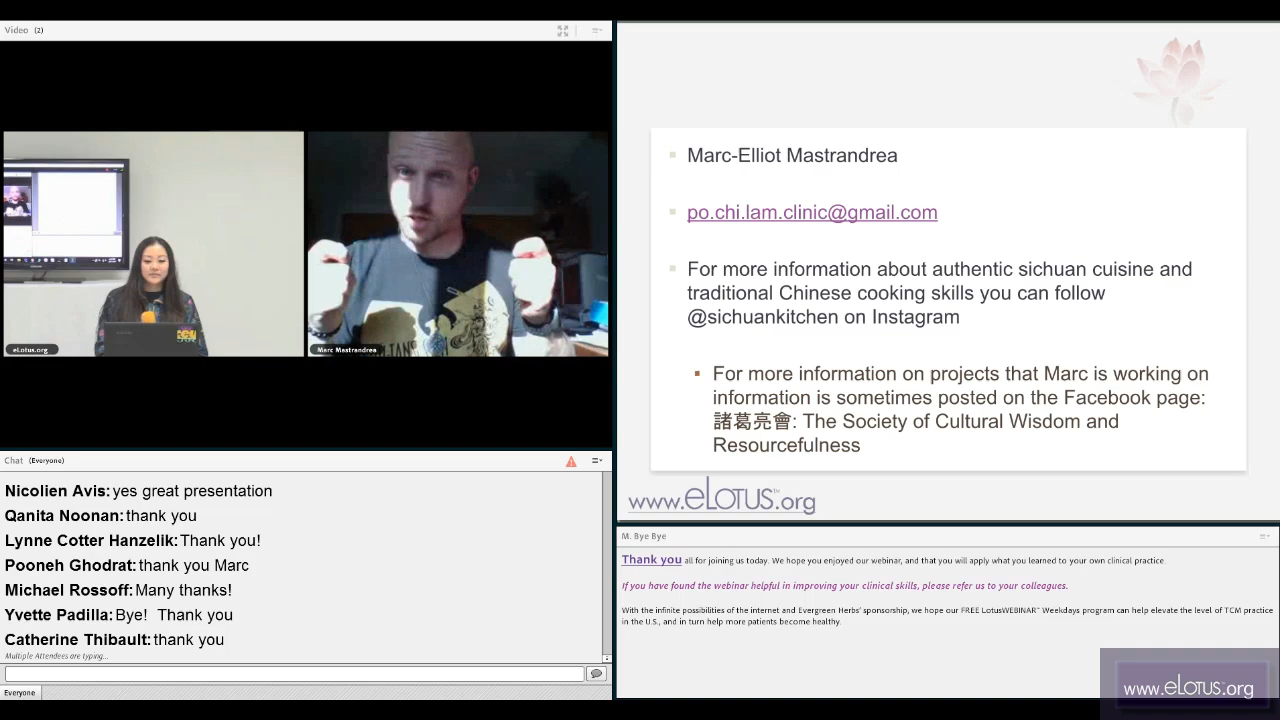 Video (2)
eLotus.org
Marc Mastrandrea
Marc-Elliot Mastrandrea
po.chi.lam.clinic@gmail.com
For more information about authentic sichuan cuisine and
traditional Chinese cooking skills you can follow
@sichuankitchen on Instagram
For more information on projects that Marc is working on
information is sometimes posted on the Facebook page:
諸葛亮會: The Society of Cultural Wisdom and
Resourcefulness
www.eLOTUS.org
Chat (Everyone)
Nicolien Avis: yes great presentation
Qanita Noonan: thank you
Lynne Cotter Hanzelik: Thank you!
Pooneh Ghodrat: thank you Marc
Michael Rossoff: Many thanks!
Yvette Padilla: Bye!  Thank you
Catherine Thibault: thank you
Multiple Attendees are typing...
Everyone
M. Bye Bye
Thank you all for joining us today. We hope you enjoyed our webinar, and that you will apply what you learned to your own clinical practice.
If you have found the webinar helpful in improving your clinical skills, please refer us to your colleagues.
With the infinite possibilities of the internet and Evergreen Herbs' sponsorship, we hope our FREE LotusWEBINAR™ Weekdays program can help elevate the level of TCM practice
in the U.S., and in turn help more patients become healthy.
www.eLOTUS.org